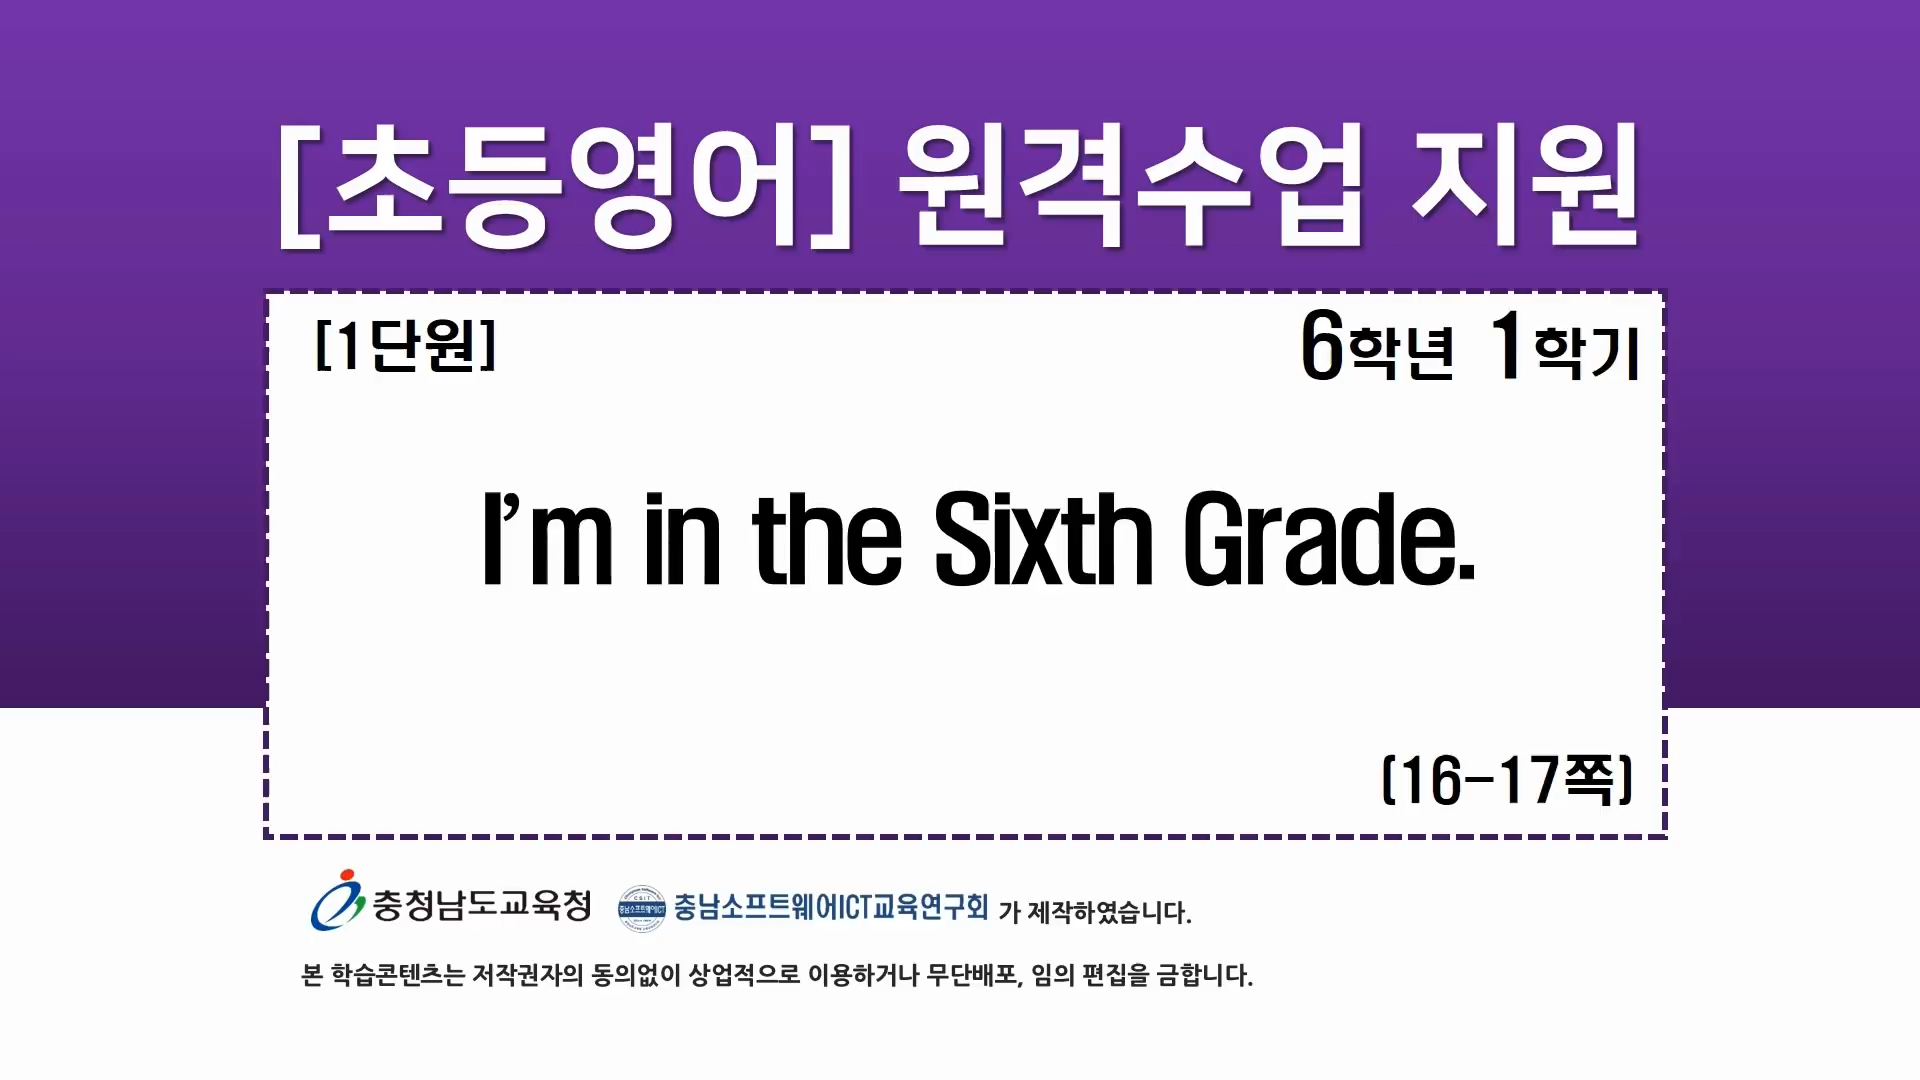 [초등영어] 원격수업 지원
[1단원]
6학년 1학기
I'm in the Sixth Grade.
(16-17쪽)
충청남도교육청 충남소프트웨어ICT교육연구회 가 제작하였습니다.
본 학습콘텐츠는 저작권자의 동의없이 상업적으로 이용하거나 무단배포, 임의 편집을 금합니다.